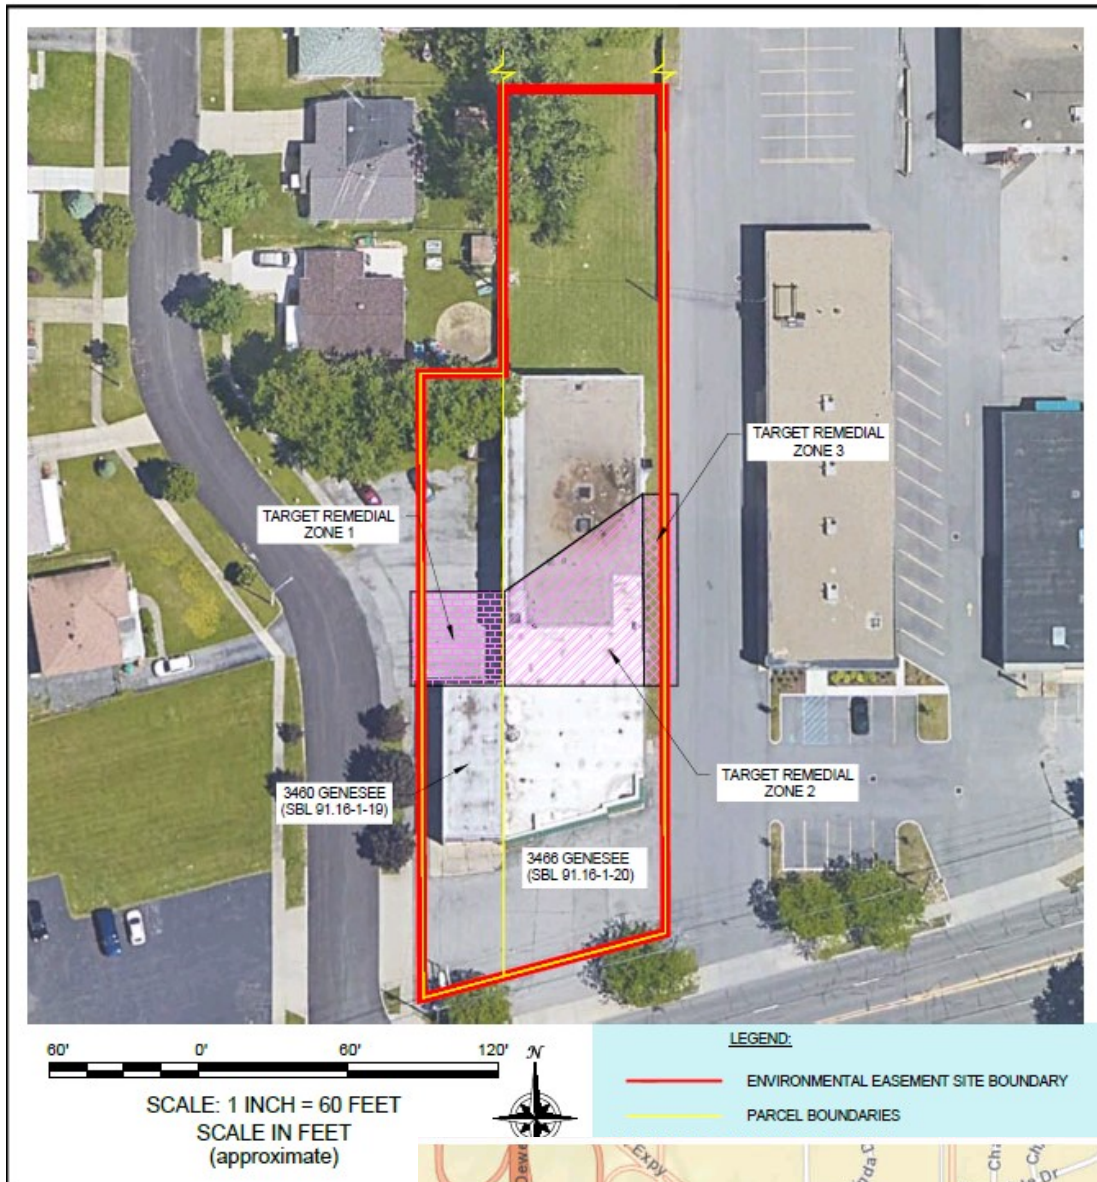 TARGET REMEDIAL
ZONE 3
TARGET REMEDIAL
ZONE 1
3460 GENESEE
(SBL 91.16-1-19)
TARGET REMEDIAL
ZONE 2
3466 GENESEE
(SBL 91.16-1-20)
60' 0' 60' 120'
N
SCALE: 1 INCH = 60 FEET
SCALE IN FEET
(approximate)
LEGEND:
ENVIRONMENTAL EASEMENT SITE BOUNDARY
PARCEL BOUNDARIES
Expy
Dr